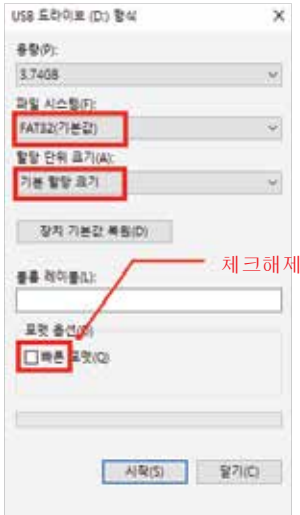 USB 드라이브 (D:) 형식
용량(P):
3.74GB
파일 시스템(F):
FAT32(기본값)
할당 단위 크기(A):
기본 할당 크기
장치 기본값 복원(D)
체크해제
볼륨 레이블(L):
포맷 옵션(O)
빠른 포맷(Q)
시작(S)
닫기(C)